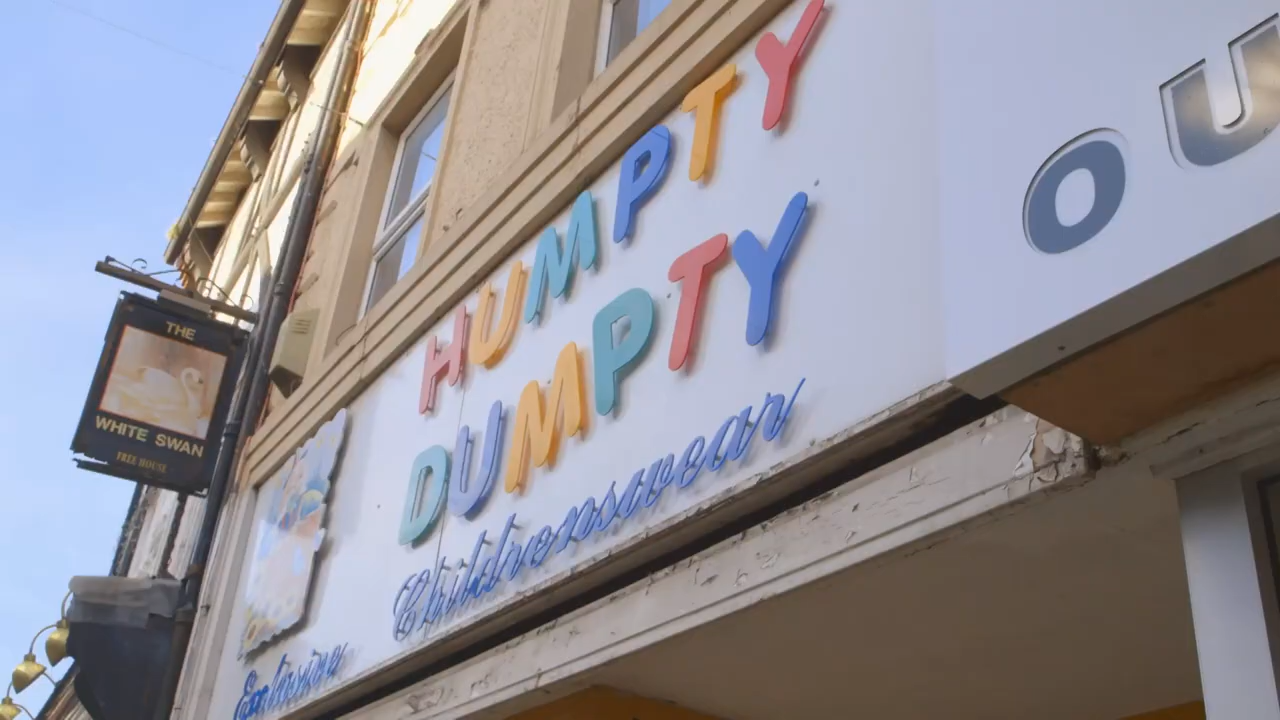 THE
WHITE SWAN
FREE HOUSE
HUMPTY
DUMPTY
Exclusive Childrenswear
OU